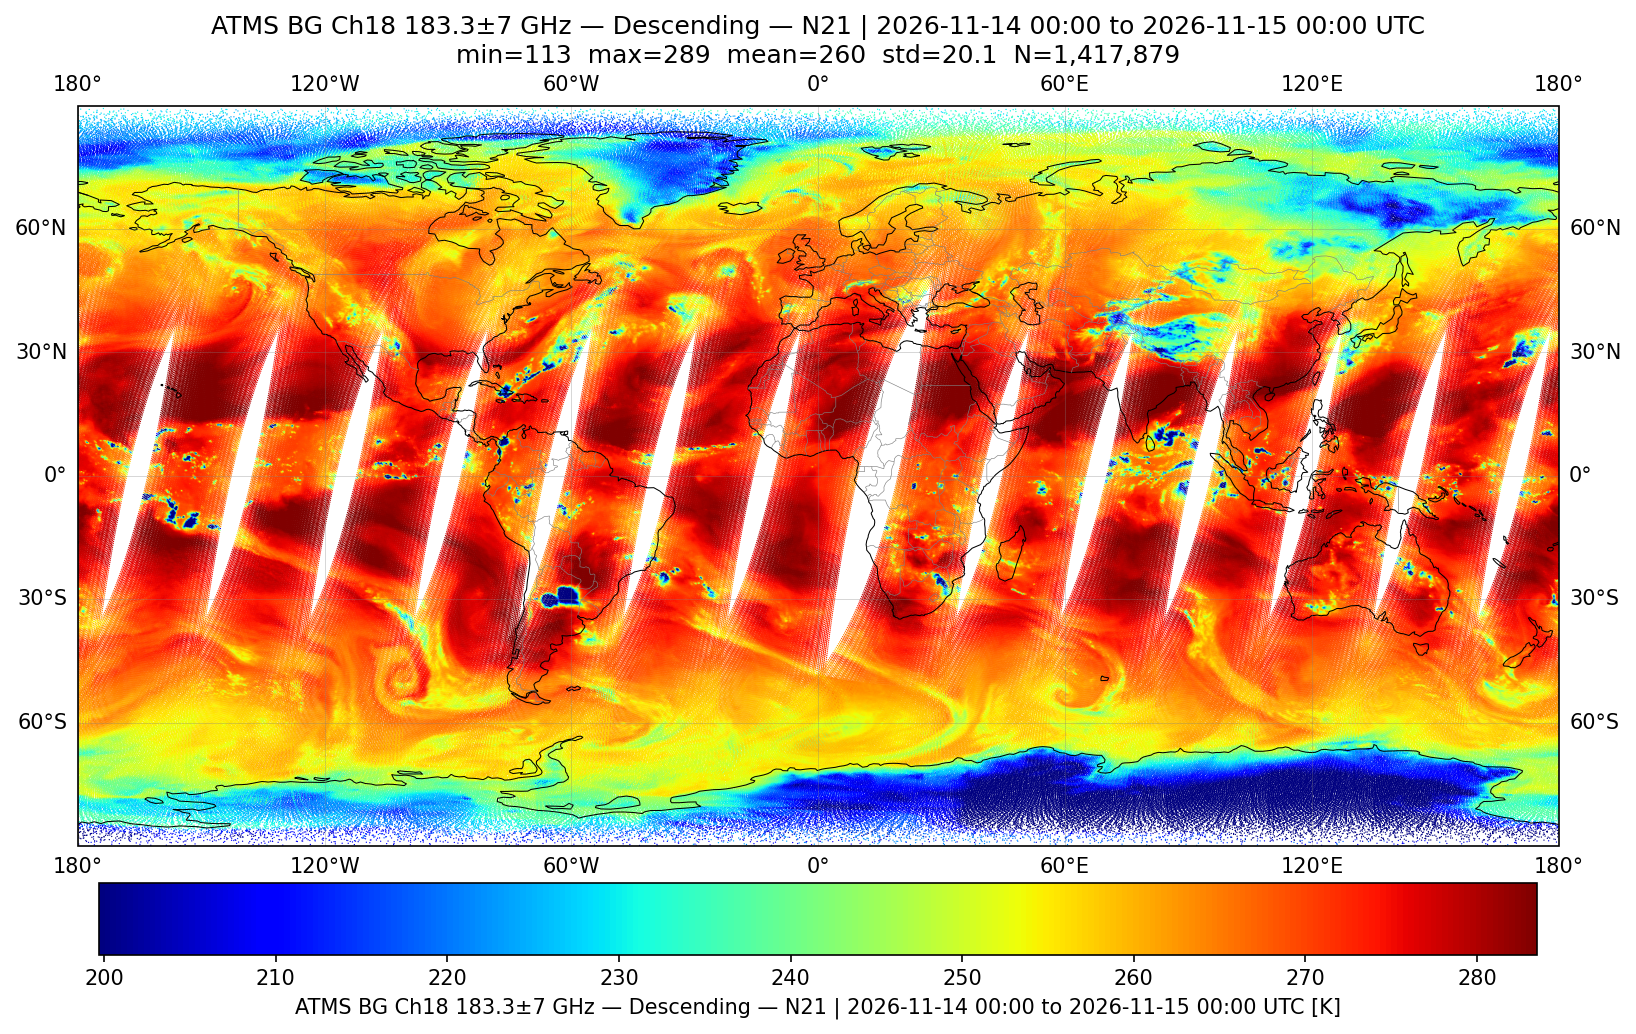 ATMS BG Ch18 183.3±7 GHz — Descending — N21 | 2026-11-14 00:00 to 2026-11-15 00:00 UTC
min=113 max=289 mean=260 std=20.1 N=1,417,879
180° 120°W 60°W 0° 60°E 120°E 180°
60°N 60°N
30°N 30°N
0° 0°
30°S 30°S
60°S 60°S
180° 120°W 60°W 0° 60°E 120°E 180°
200 210 220 230 240 250 260 270 280
ATMS BG Ch18 183.3±7 GHz — Descending — N21 | 2026-11-14 00:00 to 2026-11-15 00:00 UTC [K]